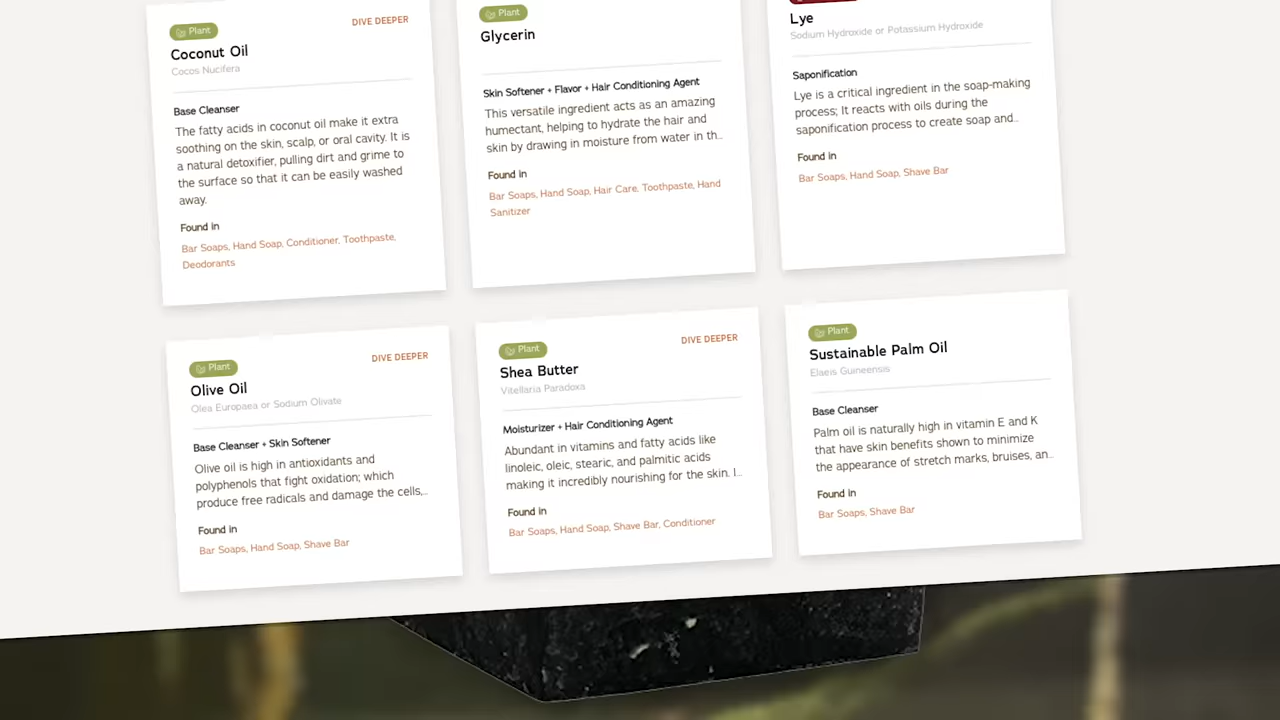 Plant
DIVE DEEPER
Coconut Oil
Cocos Nucifera
Base Cleanser
The fatty acids in coconut oil make it extra
soothing on the skin, scalp, or oral cavity. It is
a natural detoxifier, pulling dirt and grime to
the surface so that it can be easily washed
away.
Found in
Bar Soaps, Hand Soap, Conditioner, Toothpaste,
Deodorants
Plant
Glycerin
Skin Softener + Flavor + Hair Conditioning Agent
This versatile ingredient acts as an amazing
humectant, helping to hydrate the hair and
skin by drawing in moisture from water in th...
Found in
Bar Soaps, Hand Soap, Hair Care, Toothpaste, Hand
Sanitizer
Lye
Sodium Hydroxide or Potassium Hydroxide
Saponification
Lye is a critical ingredient in the soap-making
process; It reacts with oils during the
saponification process to create soap and...
Found in
Bar Soaps, Hand Soap, Shave Bar
Plant
DIVE DEEPER
Olive Oil
Olea Europaea or Sodium Olivate
Base Cleanser + Skin Softener
Olive oil is high in antioxidants and
polyphenols that fight oxidation; which
produce free radicals and damage the cells,...
Found in
Bar Soaps, Hand Soap, Shave Bar
Plant
DIVE DEEPER
Shea Butter
Vitellaria Paradoxa
Moisturizer + Hair Conditioning Agent
Abundant in vitamins and fatty acids like
linoleic, oleic, stearic, and palmitic acids
making it incredibly nourishing for the skin. I...
Found in
Bar Soaps, Hand Soap, Shave Bar, Conditioner
Plant
Sustainable Palm Oil
Elaeis Guineensis
Base Cleanser
Palm oil is naturally high in vitamin E and K
that have skin benefits shown to minimize
the appearance of stretch marks, bruises, an...
Found in
Bar Soaps, Shave Bar